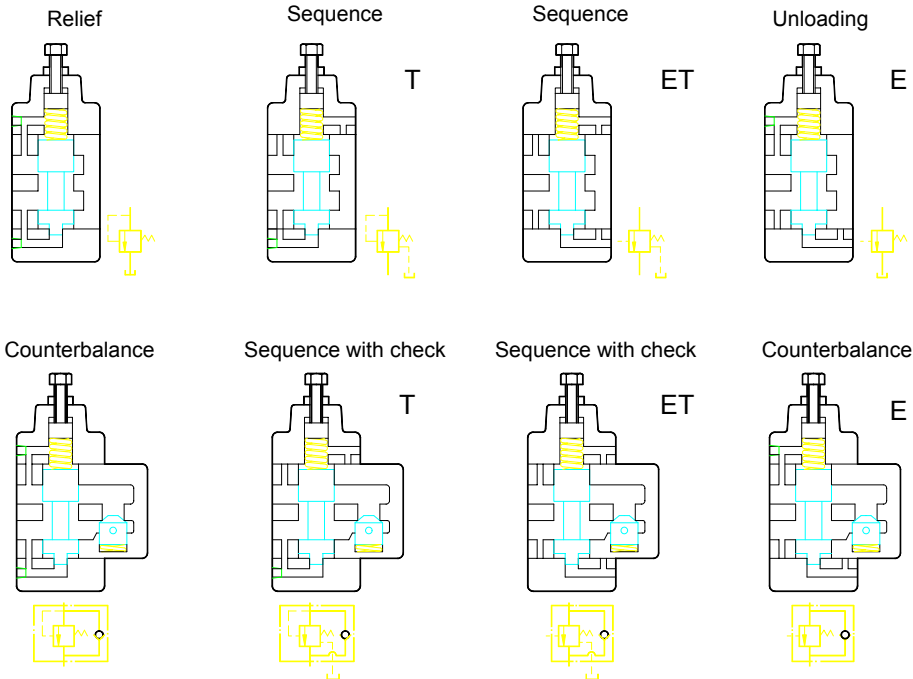 Relief
Sequence
Sequence
Unloading
T
ET
E
Counterbalance
Sequence with check
Sequence with check
Counterbalance
T
ET
E